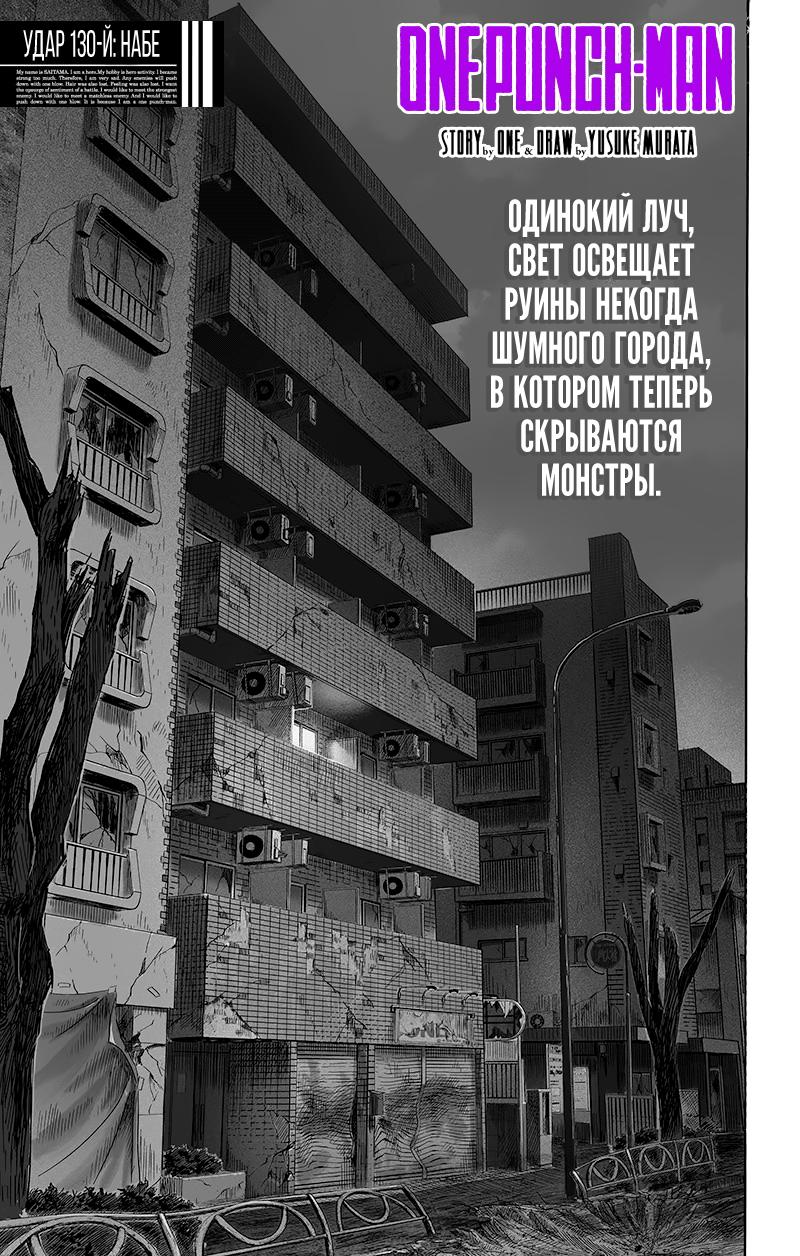 УДАР 130-Й: НАБЕ
My name is SAITAMA. I am a hero. My hobby is hero activity. I became
strong too much. Therefore, I am very sad. Any enemies will push
down with one blow. Hair was also lost. Feeling was also lost. I want
the upsurge of sentiment of a battle. I would like to meet the strongest
enemy. I would like to meet a matchless enemy. And I would like to
push down with one blow. It is because I am a one punch-man.
ONEPUNCH-MAN
STORY by ONE & DRAW by YUSUKE MURATA
ОДИНОКИЙ ЛУЧ,
СВЕТ ОСВЕЩАЕТ
РУИНЫ НЕКОГДА
ШУМНОГО ГОРОДА,
В КОТОРОМ ТЕПЕРЬ
СКРЫВАЮТСЯ
МОНСТРЫ.